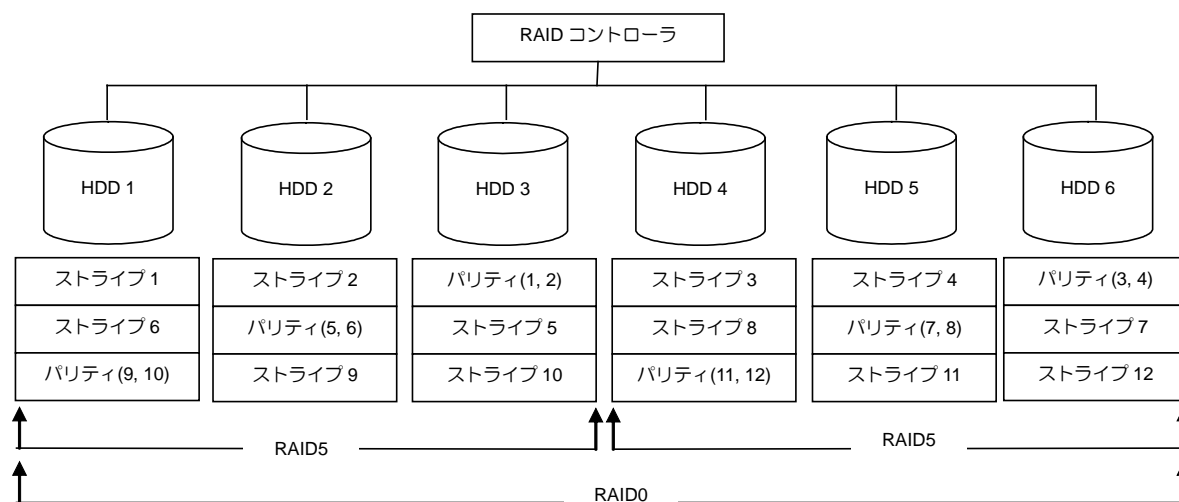 RAID コントローラ
HDD 1
HDD 2
HDD 3
HDD 4
HDD 5
HDD 6
ストライプ 1
ストライプ 2
パリティ(1, 2)
ストライプ 3
ストライプ 4
パリティ(3, 4)
ストライプ 6
パリティ(5, 6)
ストライプ 5
ストライプ 8
パリティ(7, 8)
ストライプ 7
パリティ(9, 10)
ストライプ 9
ストライプ 10
パリティ(11, 12)
ストライプ 11
ストライプ 12
RAID5
RAID5
RAID0